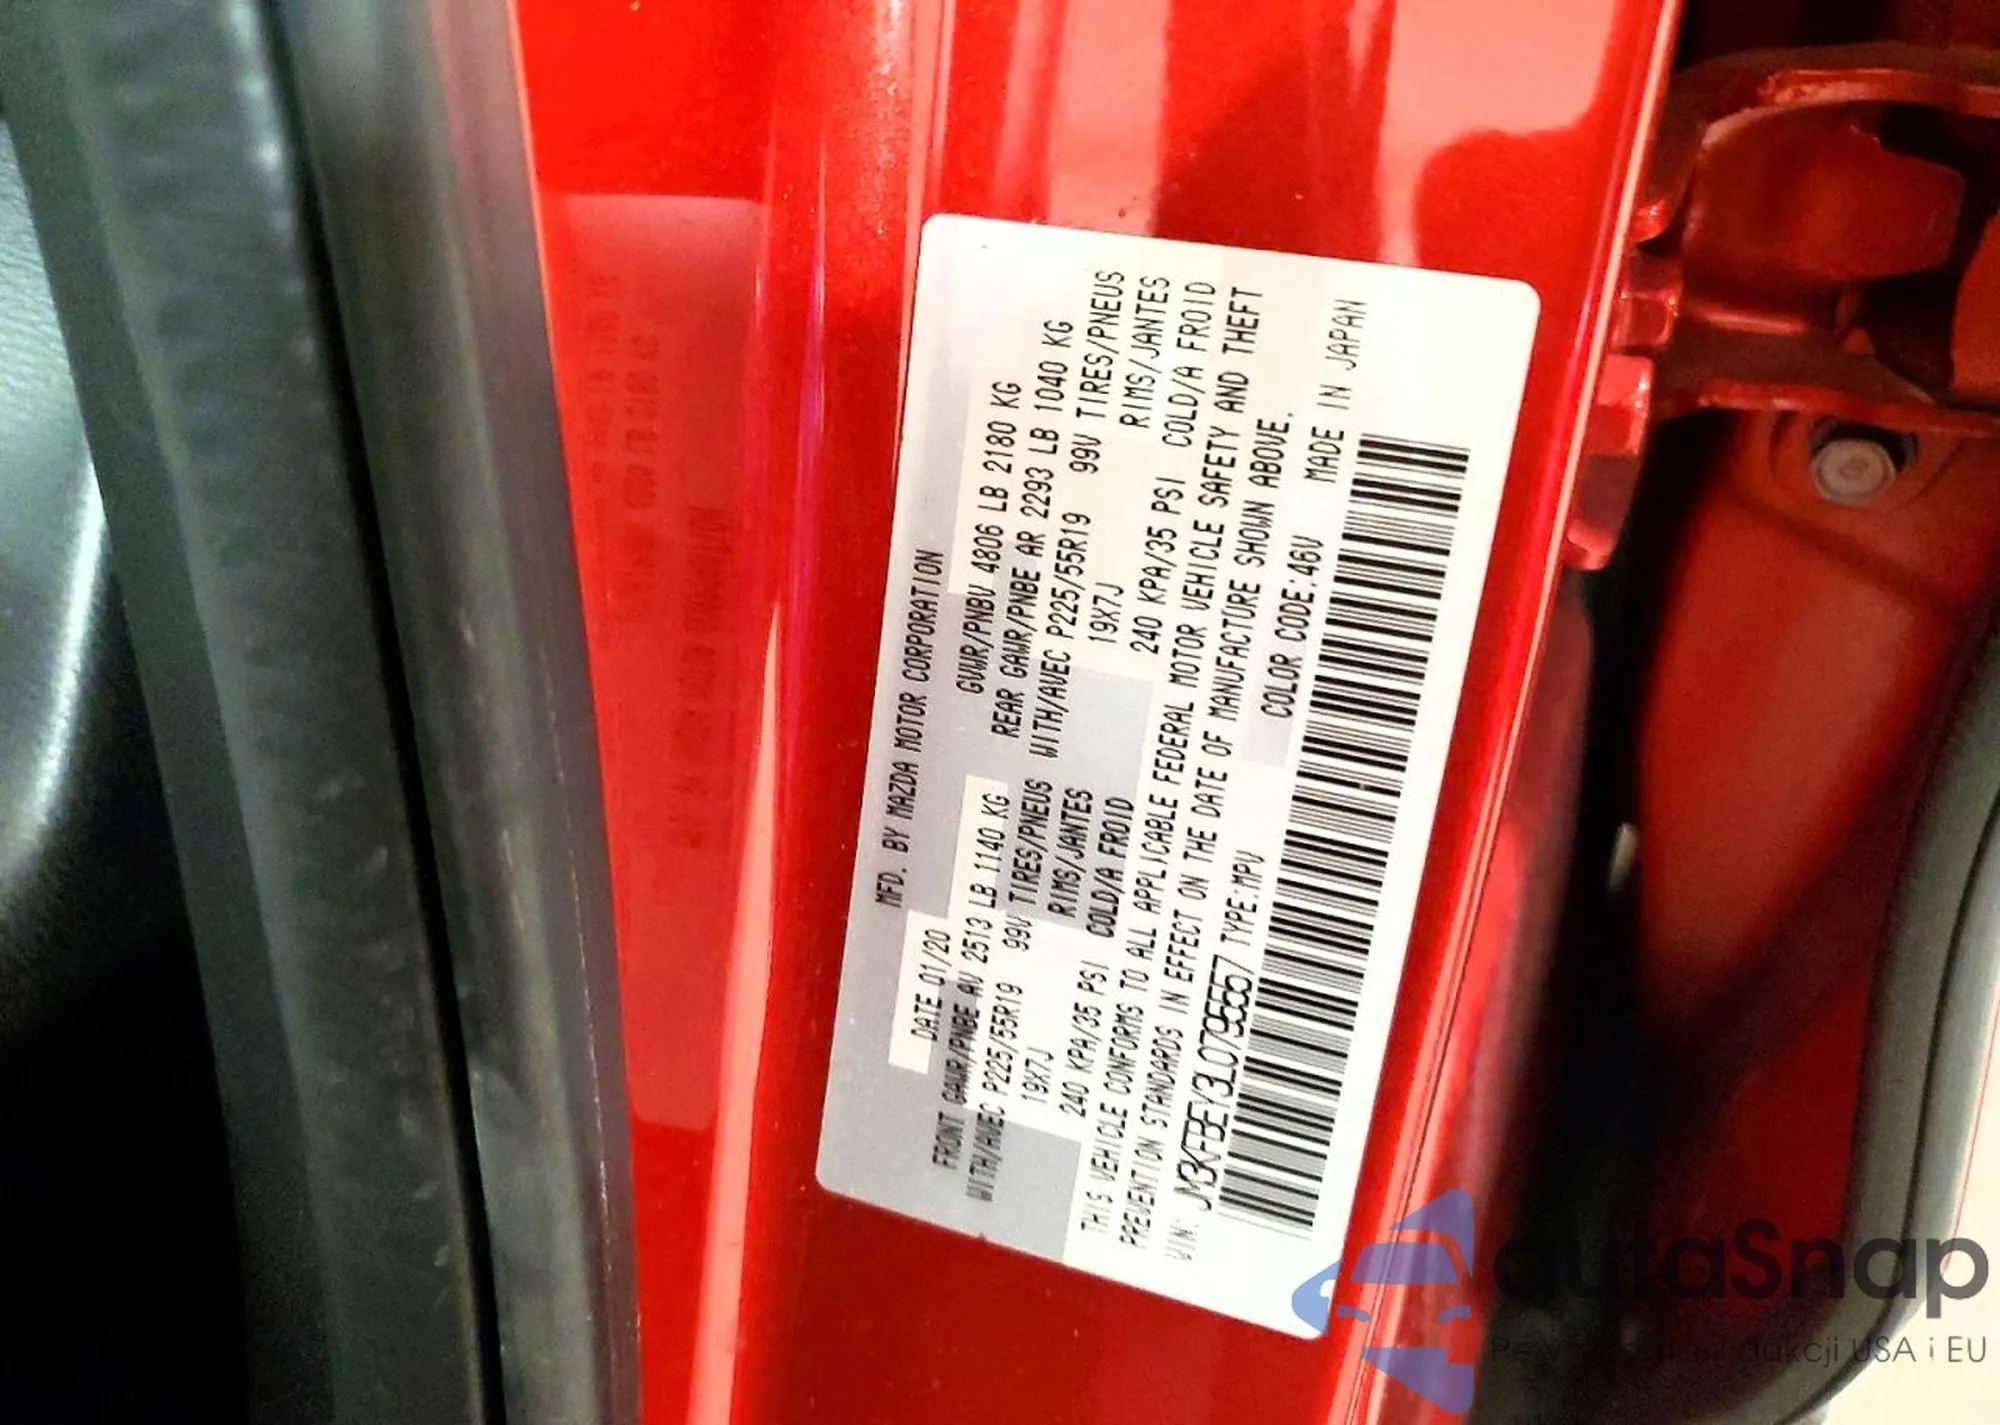 MFD. BY MAZDA MOTOR CORPORATION
DATE 01/20 GVWR/PNBV 4806 LB 2180 KG
FRONT GAWR/PNBE AV 2513 LB 1140 KG REAR GAWR/PNBE AR 2293 LB 1040 KG
WITH/AVEC P225/55R19 99V TIRES/PNEUS WITH/AVEC P225/55R19 99V TIRES/PNEUS
19X7J RIMS/JANTES 19X7J RIMS/JANTES
240 KPA/35 PSI COLD/A FROID 240 KPA/35 PSI COLD/A FROID
THIS VEHICLE CONFORMS TO ALL APPLICABLE FEDERAL MOTOR VEHICLE SAFETY AND THEFT
PREVENTION STANDARDS IN EFFECT ON THE DATE OF MANUFACTURE SHOWN ABOVE.
VIN: TYPE:MPV COLOR CODE:46V MADE IN JAPAN
autaSnap
USA i EU